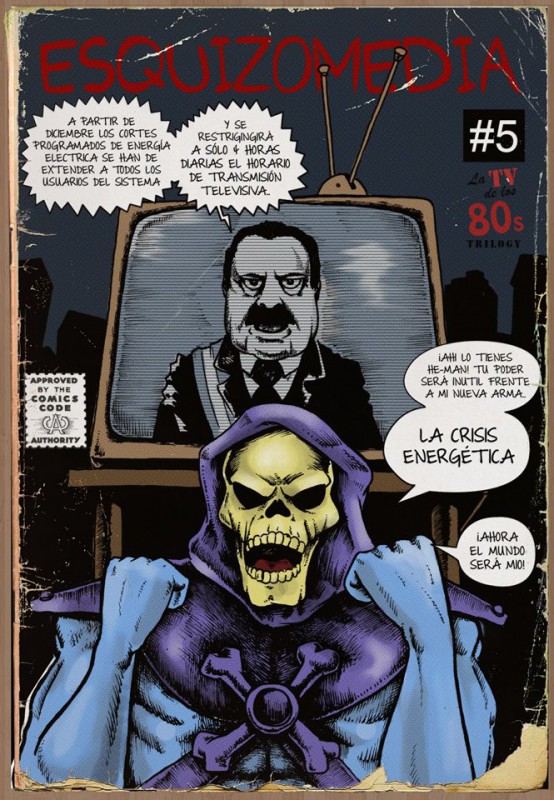 ESQUIZOMEDIA
A PARTIR DE
DICIEMBRE LOS CORTES
PROGRAMADOS DE ENERGÍA
ELECTRICA SE HAN DE
EXTENDER A TODOS LOS
USUARIOS DEL SISTEMA
Y SE
RESTRIGINGIRA
A SÓLO 4 HORAS
DIARIAS EL HORARIO
DE TRANSMISIÓN
TELEVISIVA.
#5
La TV
de los
80s
TRILOGY
APPROVED
BY THE
COMICS
CODE
CA
AUTHORITY
¡AH! LO TIENES
HE-MAN! TU PODER
SERÁ INUTIL FRENTE
A MI NUEVA ARMA.
LA CRISIS
ENERGÉTICA
¡AHORA
EL MUNDO
SERÁ MIO!